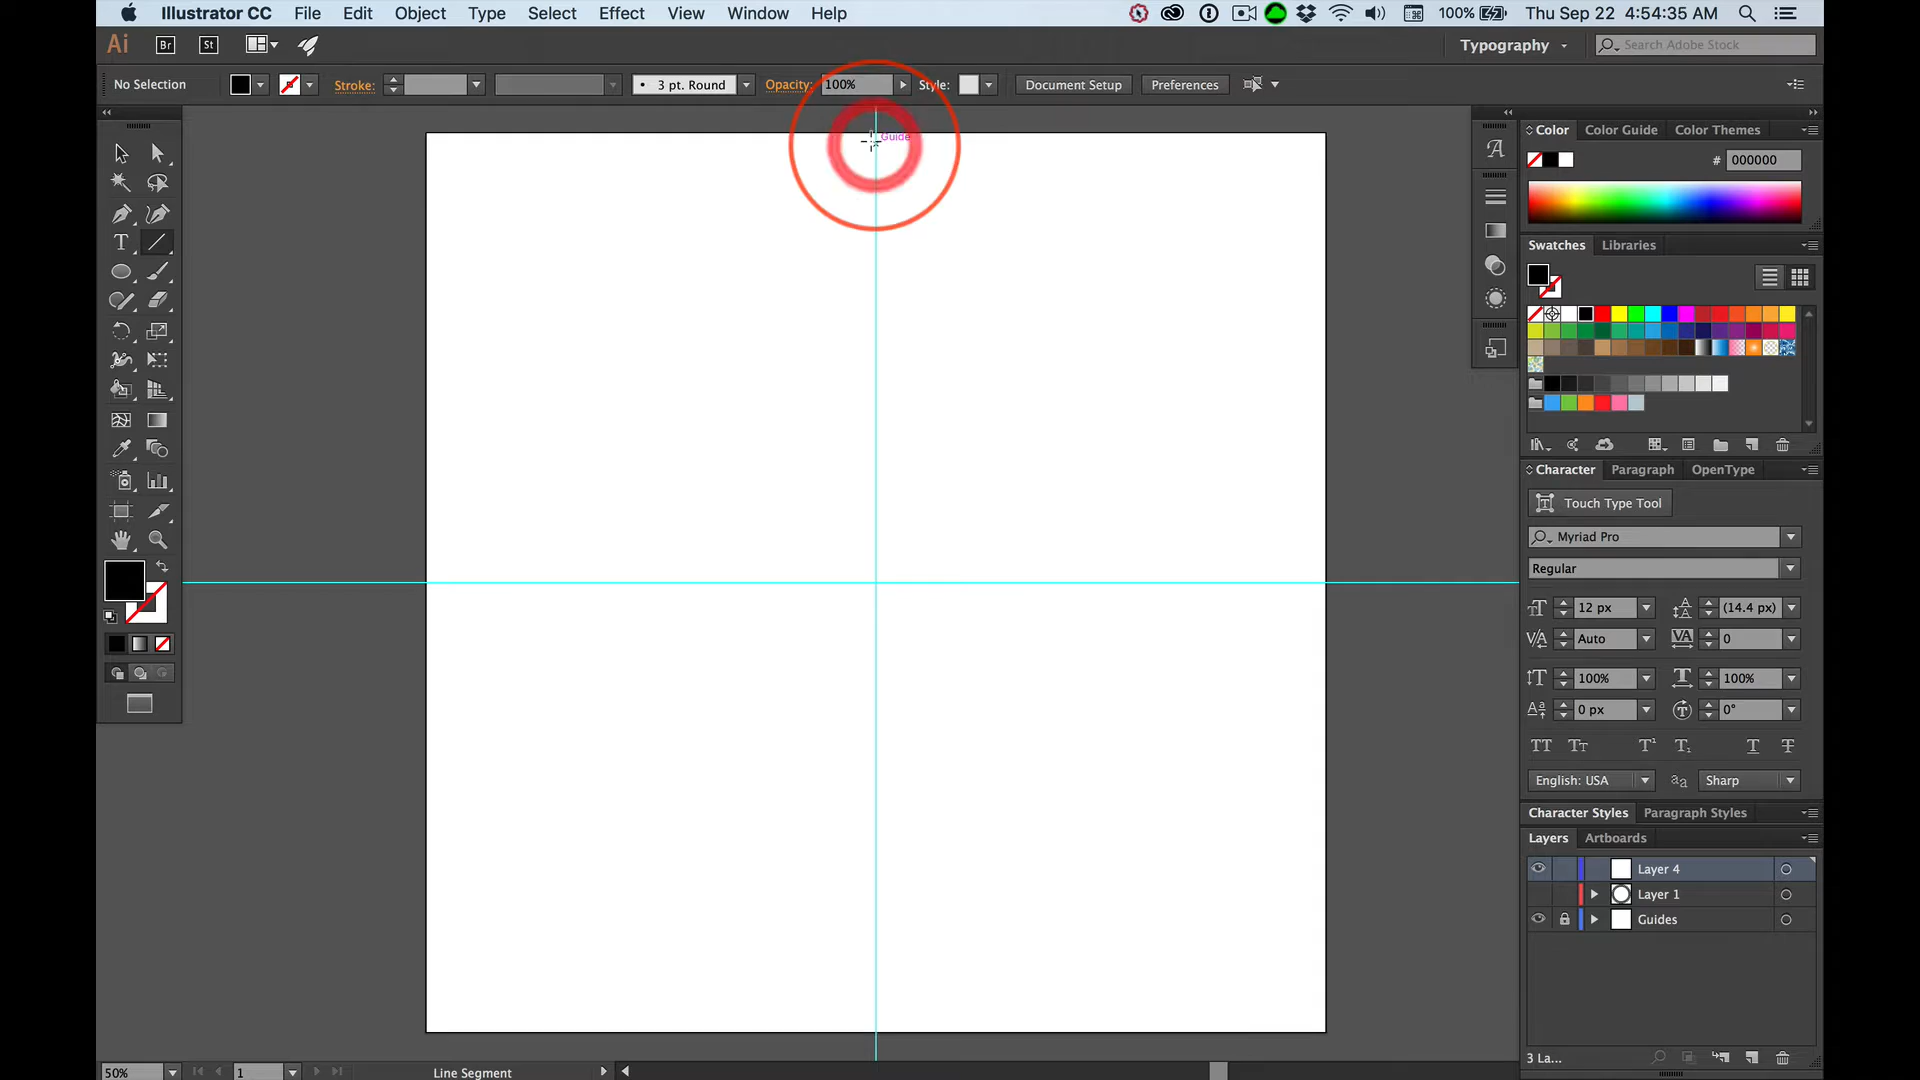 Illustrator CC File Edit Object Type Select Effect View Window Help 100% Thu Sep 22 4:54:35 AM
Ai Br St Typography Search Adobe Stock
No Selection Stroke: 3 pt. Round Opacity: 100% Style: Document Setup Preferences
Guide
Color Color Guide Color Themes
# 000000
Swatches Libraries
Character Paragraph OpenType
Touch Type Tool
Myriad Pro
Regular
12 px (14.4 px)
Auto 0
100% 100%
0 px 0°
English: USA Sharp
Character Styles Paragraph Styles
Layers Artboards
Layer 4
Layer 1
Guides
3 La...
50% 1 Line Segment